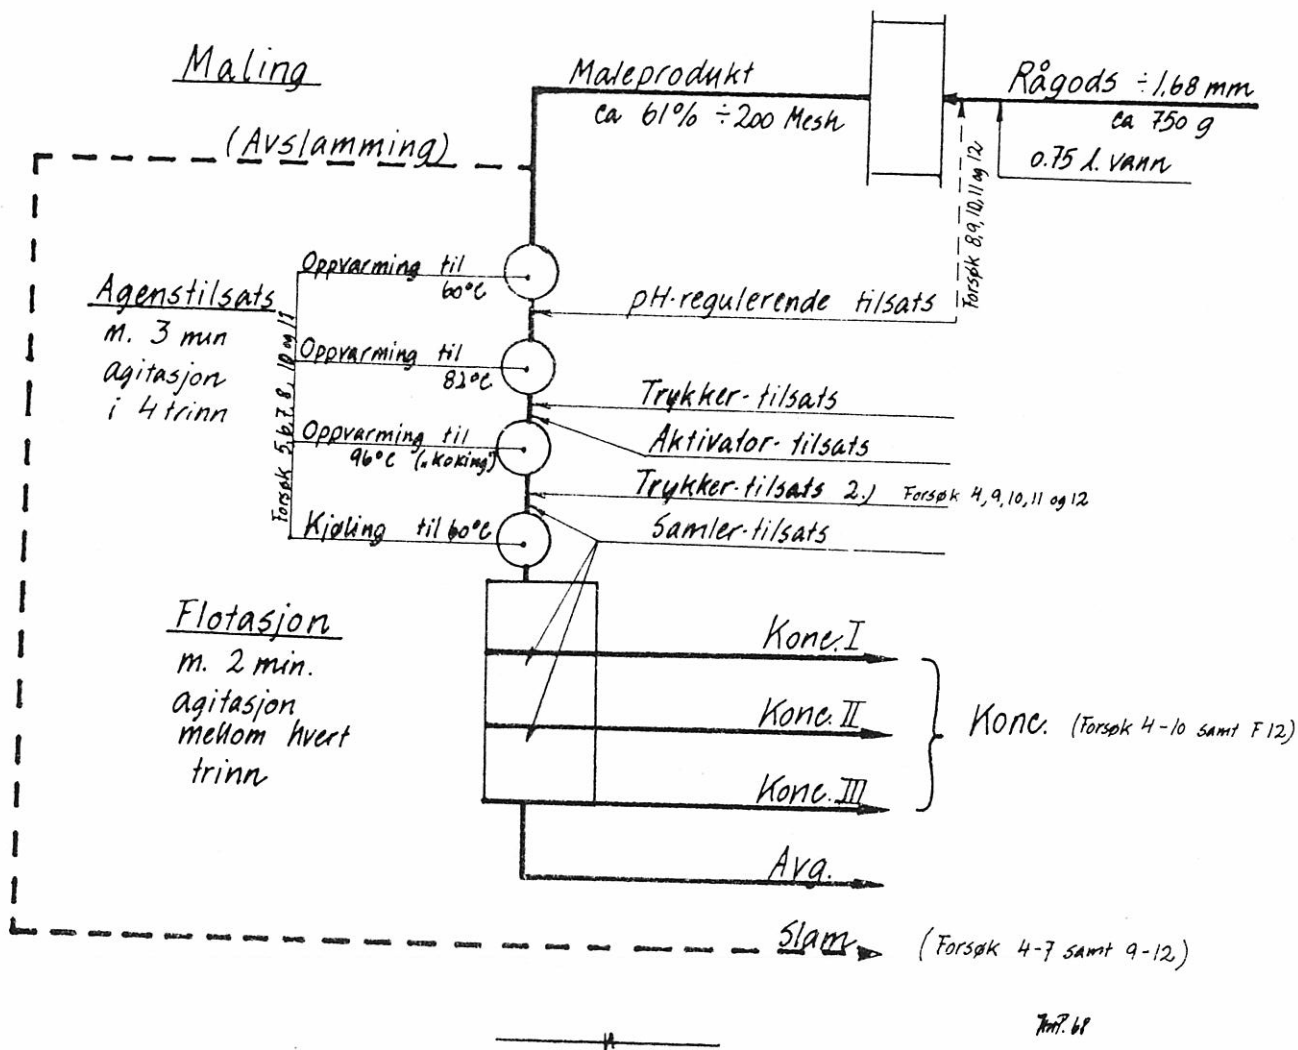 Maling
Maleprodukt
ca 61% ÷200 Mesh
Rågods ÷1,68 mm
ca 750 g
0.75 l. vann
(Avslamming)
Forsøk 8,9,10,11 og 12
Oppvarming til
60°C
Agenstilsats
m. 3 min
agitasjon
i 4 trinn
pH-regulerende tilsats
Oppvarming til
82°C
Forsøk 5,6,7,8, 10 og 11
Trykker-tilsats
Aktivator-tilsats
Oppvarming til
96°C („Koking")
Trykker-tilsats 2.) Forsøk 4,9,10,11 og 12
Samler-tilsats
Kjøling til 60°C
Flotasjon
m. 2 min.
agitasjon
mellom hvert
trinn
Konc. I
Konc. II
Konc. III
Konc. (Forsøk 4-10 samt F 12)
Avg.
Slam (Forsøk 4-7 samt 9-12)